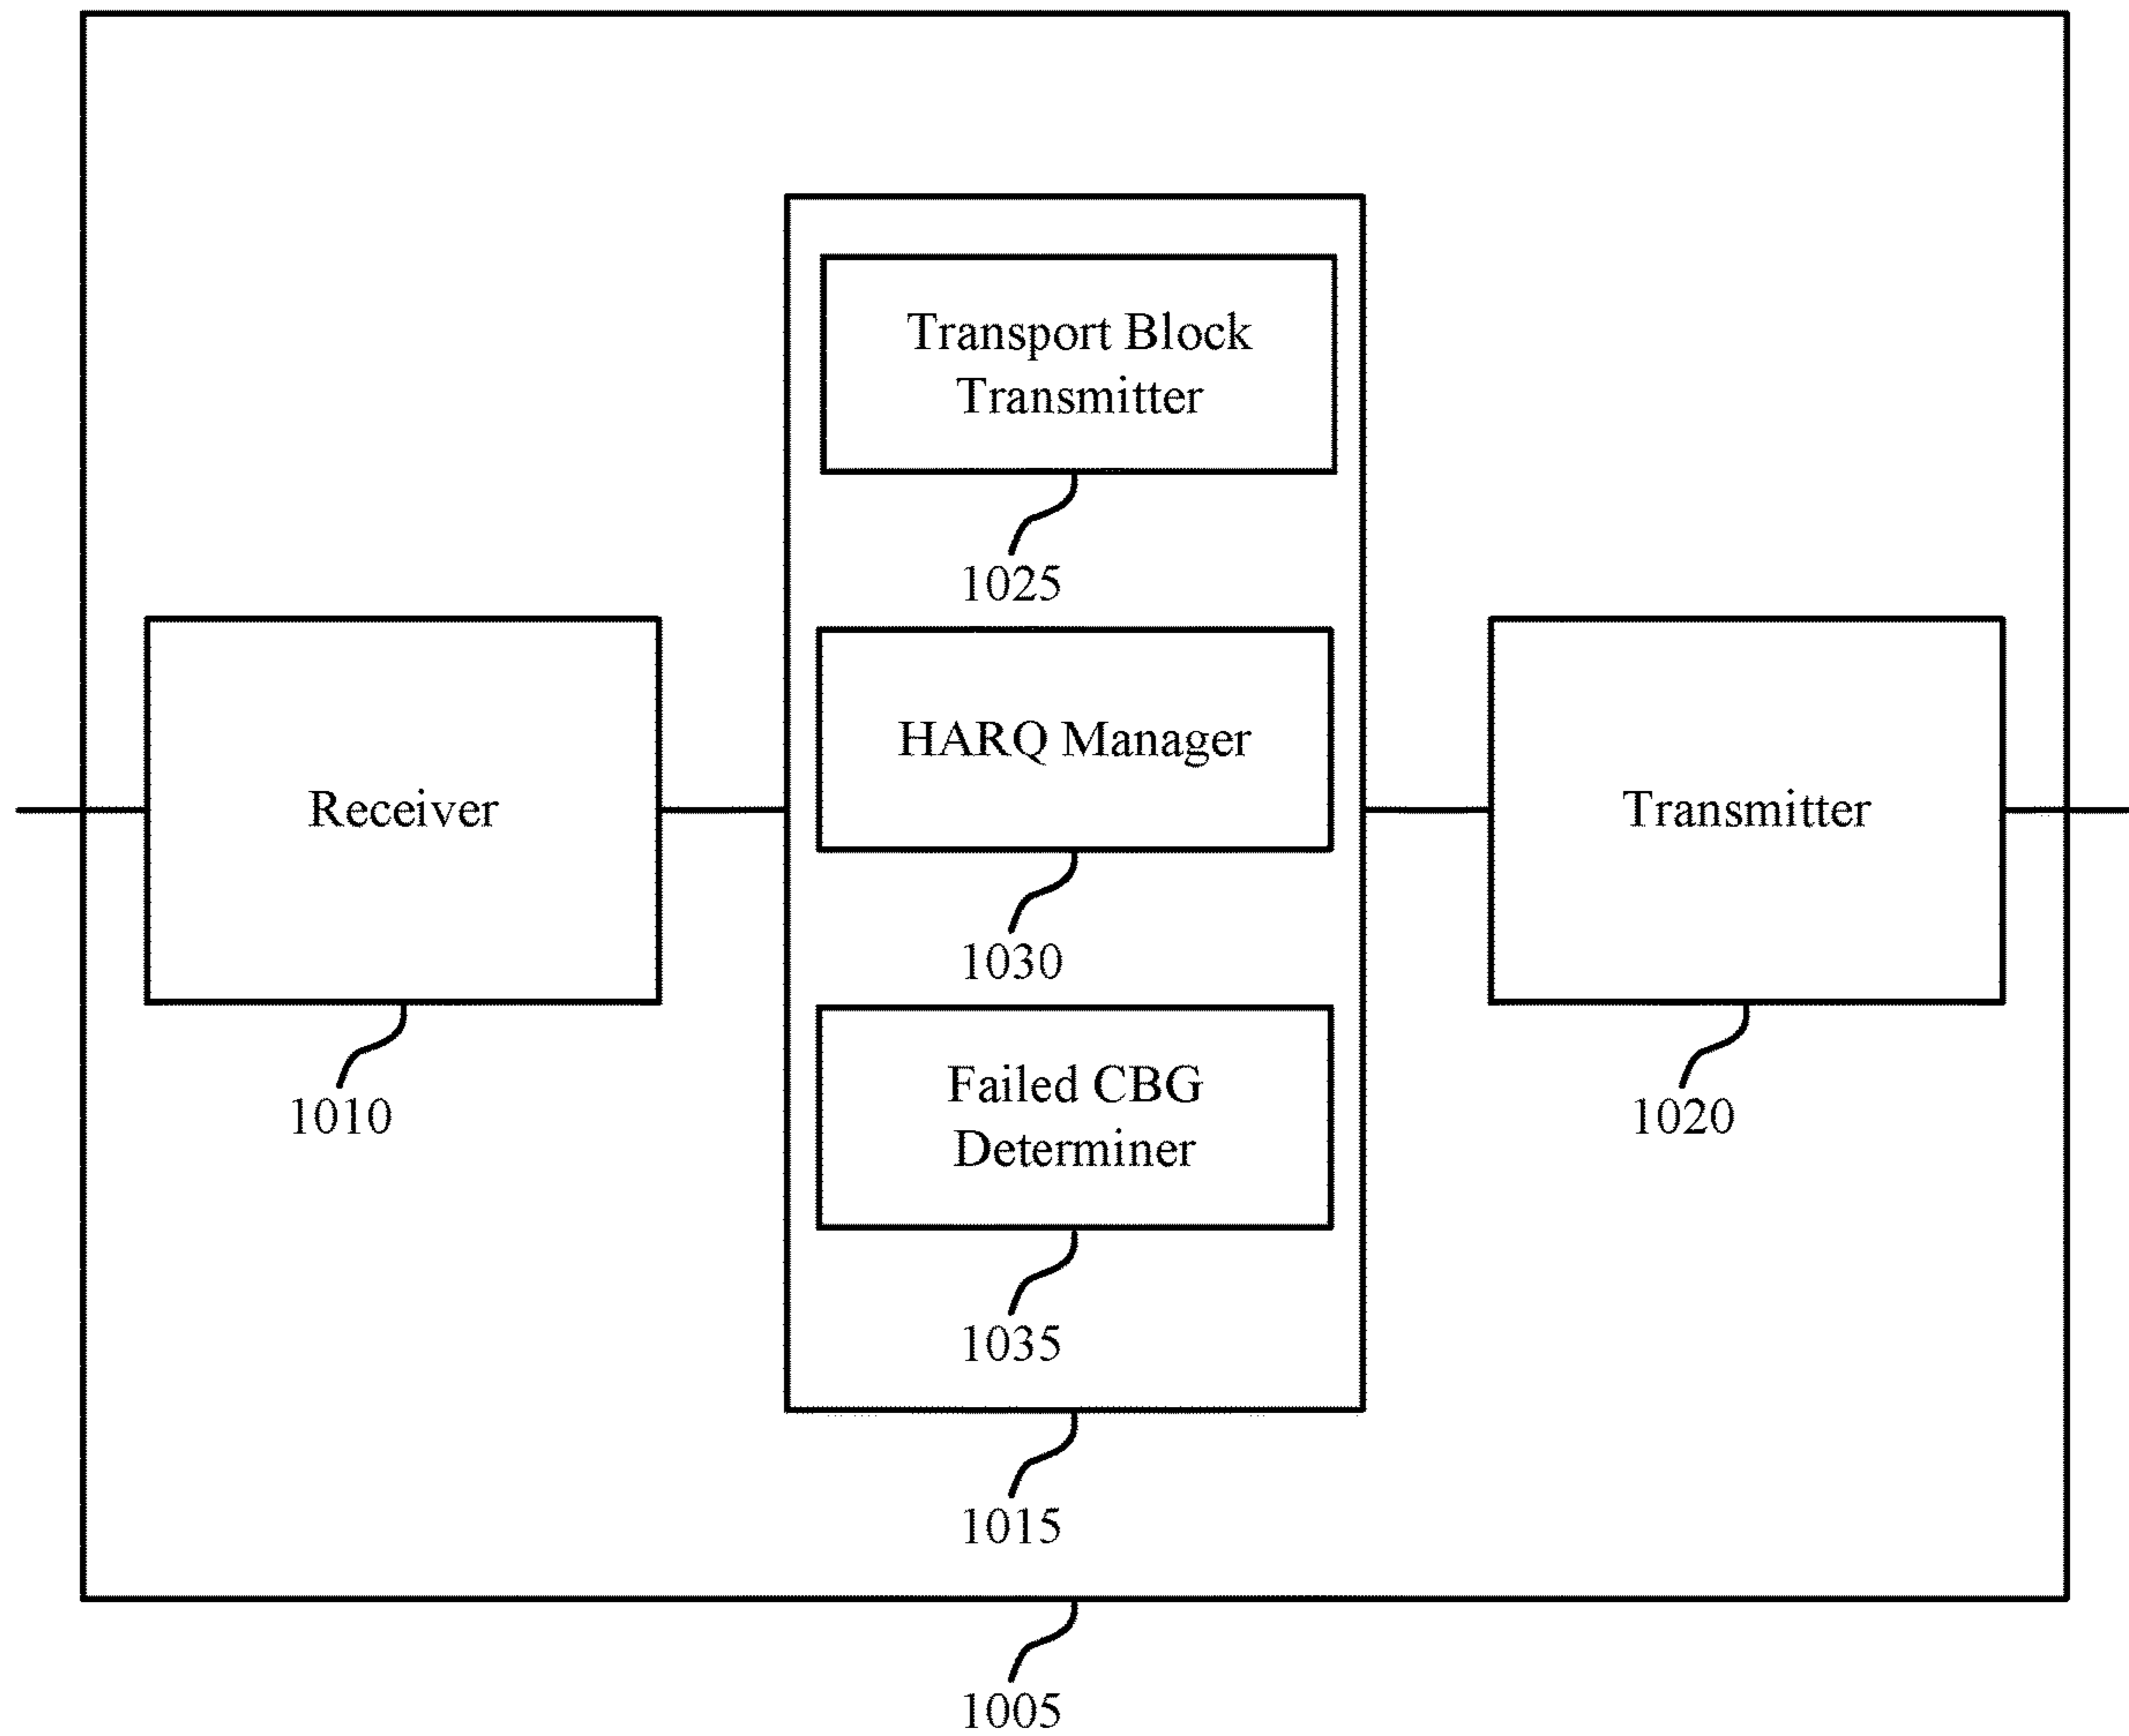 Transport Block
Transmitter
1025
HARQ Manager
1030
Receiver
1010
Transmitter
1020
Failed CBG
Determiner
1035
1015
1005